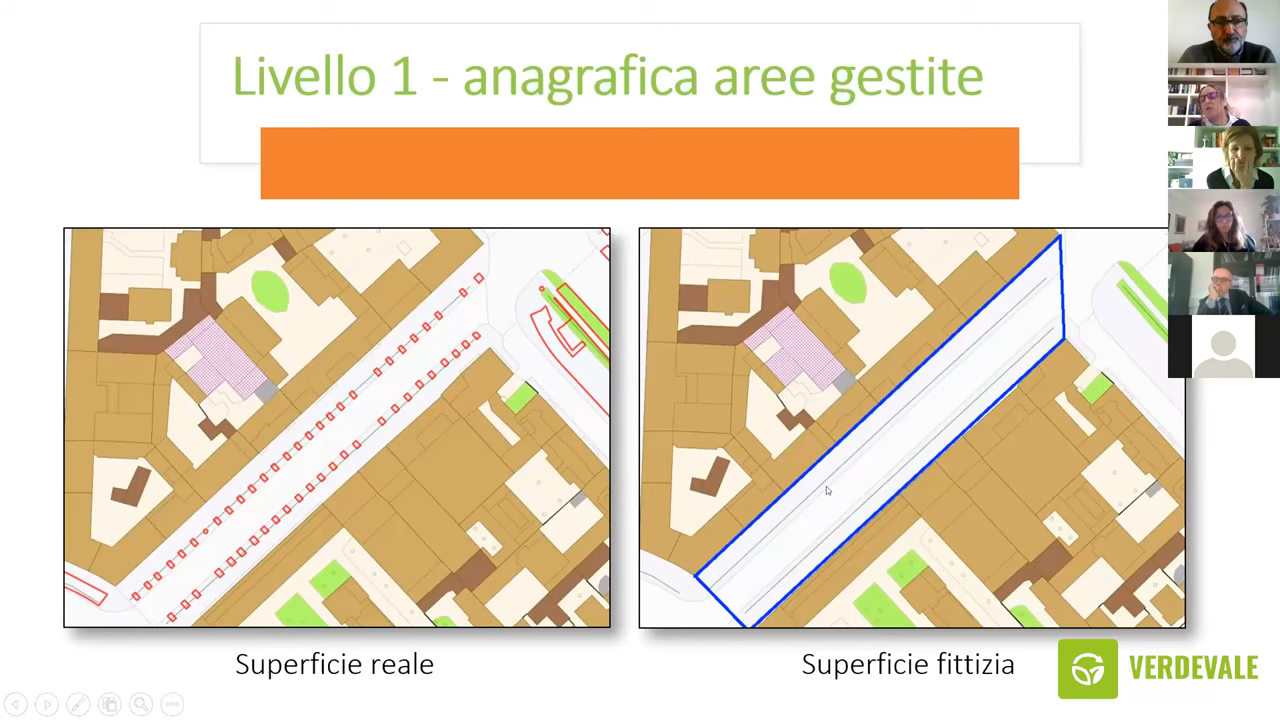 Livello 1 - anagrafica aree gestite
Superficie reale
Superficie fittizia
VERDEVALE